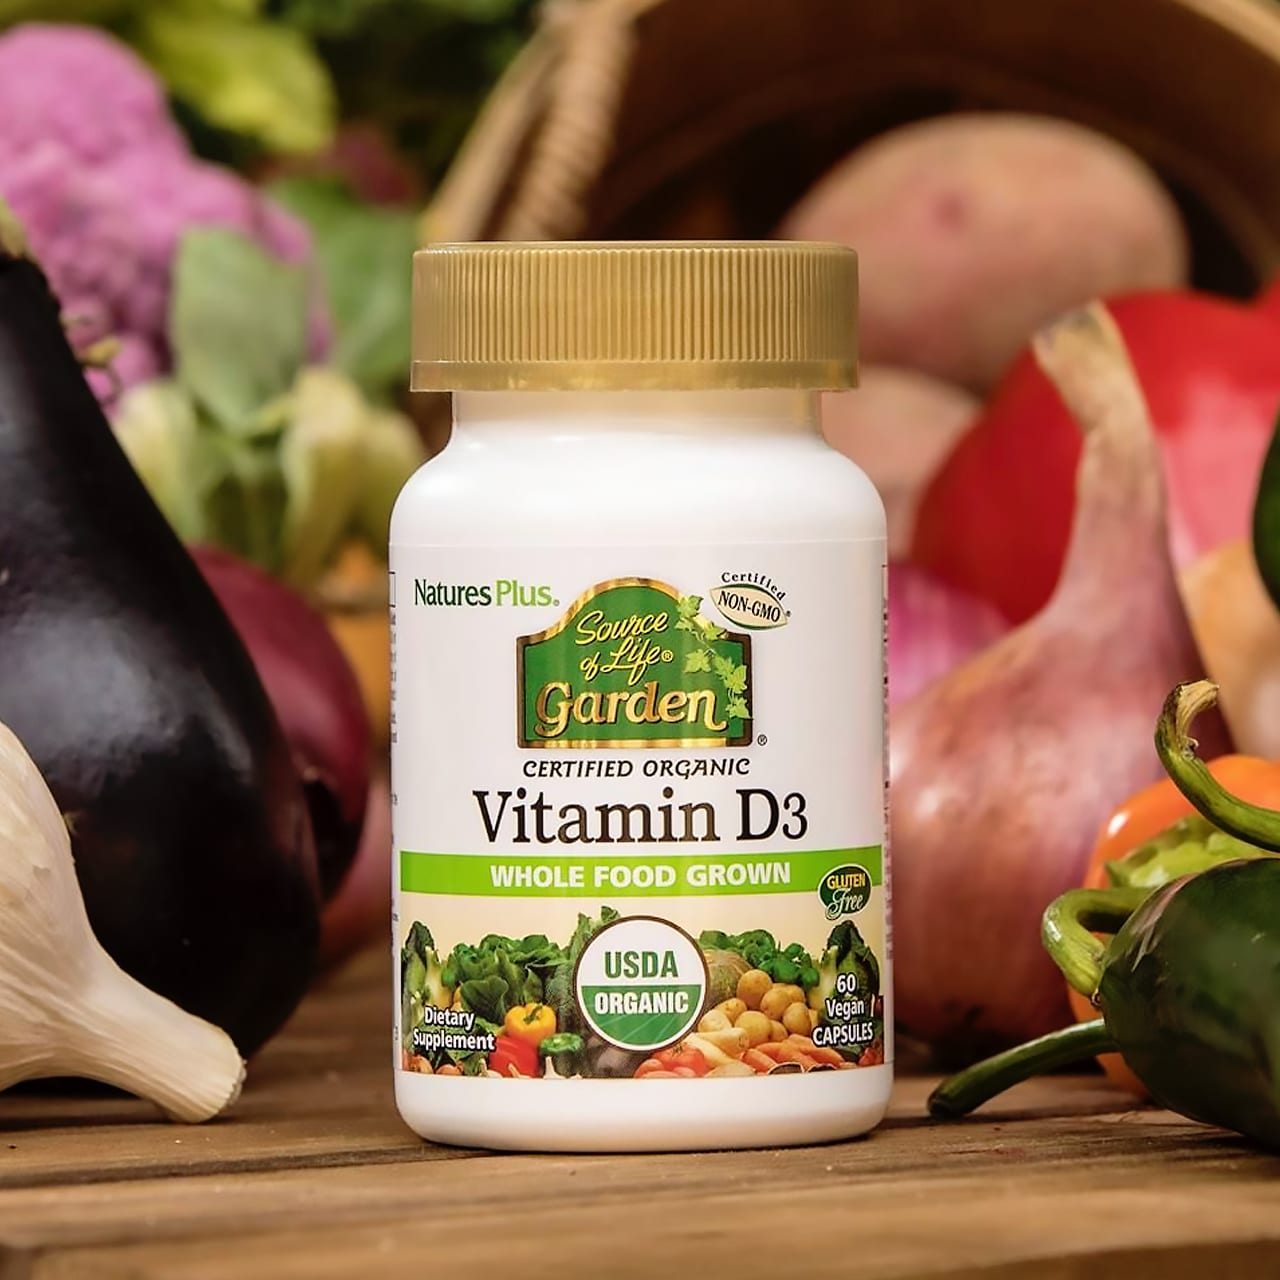 NaturesPlus®
Certified
NON-GMO®
Source
of Life®
Garden
®
CERTIFIED ORGANIC
Vitamin D3
WHOLE FOOD GROWN
GLUTEN
Free
USDA
ORGANIC
Dietary
Supplement
60
Vegan
CAPSULES